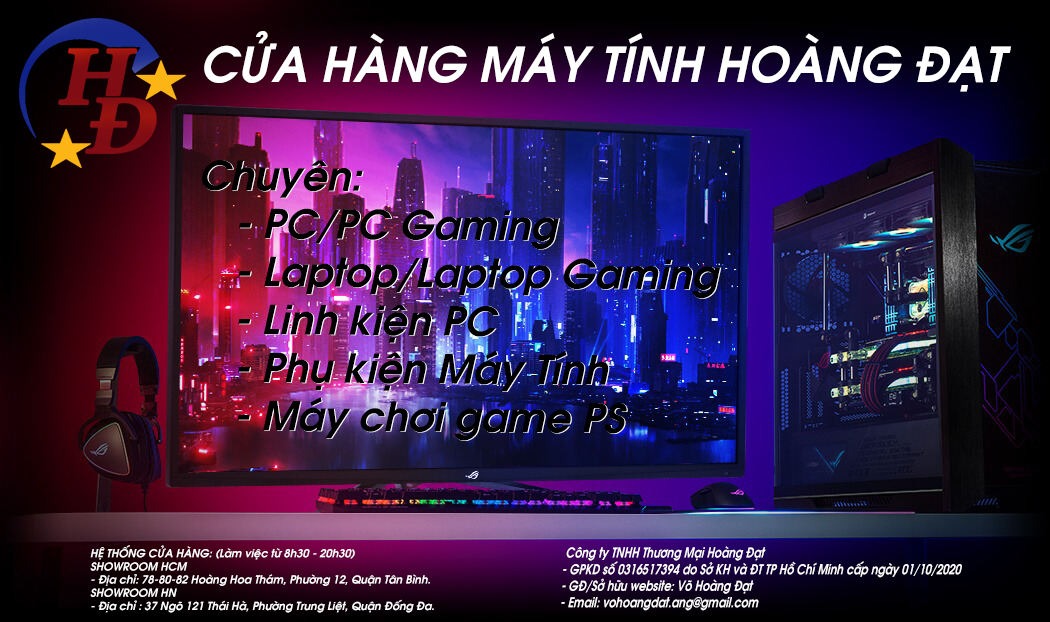 HĐ
CỬA HÀNG MÁY TÍNH HOÀNG ĐẠT
Chuyên:
- PC/PC Gaming
- Laptop/Laptop Gaming
- Linh kiện PC
- Phụ kiện Máy Tính
- Máy chơi game PS
HỆ THỐNG CỬA HÀNG: (Làm việc từ 8h30 - 20h30)
SHOWROOM HCM
- Địa chỉ: 78-80-82 Hoàng Hoa Thám, Phường 12, Quận Tân Bình.
SHOWROOM HN
- Địa chỉ : 37 Ngõ 121 Thái Hà, Phường Trung Liệt, Quận Đống Đa.
Công ty TNHH Thương Mại Hoàng Đạt
- GPKD số 0316517394 do Sở KH và ĐT TP Hồ Chí Minh cấp ngày 01/10/2020
- GĐ/Sở hữu website: Võ Hoàng Đạt
- Email: vohoangdat.ang@gmail.com